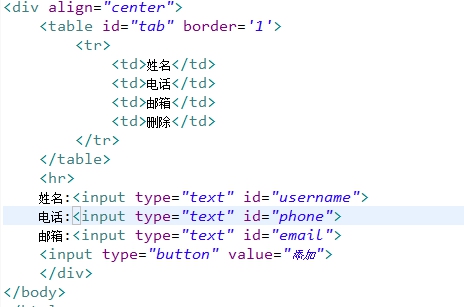 <div align="center">
<table id="tab" border='1'>
<tr>
<td>姓名</td>
<td>电话</td>
<td>邮箱</td>
<td>删除</td>
</tr>
</table>
<hr>
姓名:<input type="text" id="username">
电话:<input type="text" id="phone">
邮箱:<input type="text" id="email">
<input type="button" value="添加">
</div>
</body>